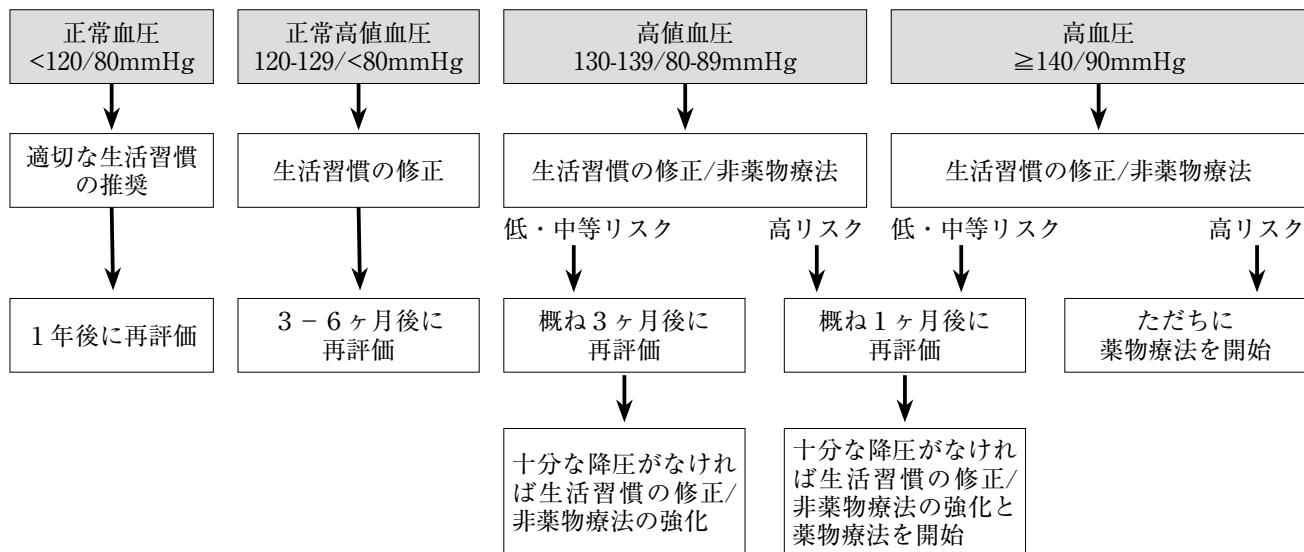 正常血圧
<120/80mmHg
正常高値血圧
120-129/<80mmHg
高値血圧
130-139/80-89mmHg
高血圧
≧140/90mmHg
適切な生活習慣
の推奨
生活習慣の修正
生活習慣の修正/非薬物療法
生活習慣の修正/非薬物療法
低・中等リスク
高リスク
低・中等リスク
高リスク
1年後に再評価
3－6ヶ月後に
再評価
概ね3ヶ月後に
再評価
概ね1ヶ月後に
再評価
ただちに
薬物療法を開始
十分な降圧がなけれ
ば生活習慣の修正/
非薬物療法の強化
十分な降圧がなけれ
ば生活習慣の修正/
非薬物療法の強化と
薬物療法を開始